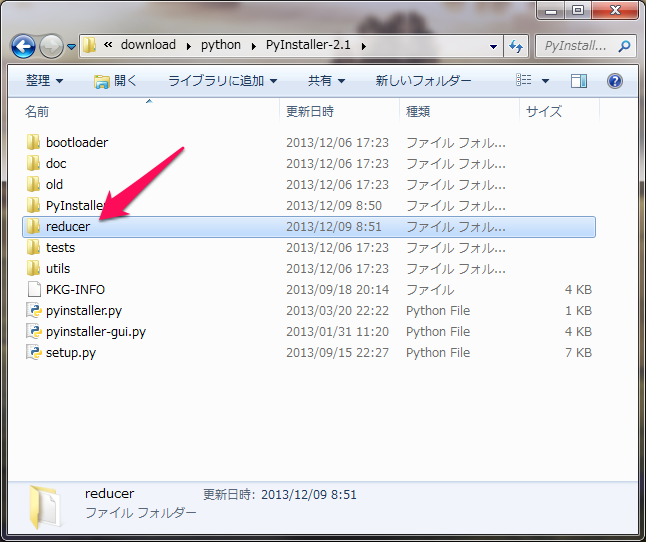 « download ▸ python ▸ PyInstaller-2.1 ▸ PyInstall...
整理 開く ライブラリに追加 共有 新しいフォルダー
名前 更新日時 種類 サイズ
bootloader 2013/12/06 17:23 ファイル フォル...
doc 2013/12/06 17:23 ファイル フォル...
old 2013/12/06 17:23 ファイル フォル...
PyInstaller 2013/12/09 8:50 ファイル フォル...
reducer 2013/12/09 8:51 ファイル フォル...
tests 2013/12/06 17:23 ファイル フォル...
utils 2013/12/06 17:23 ファイル フォル...
PKG-INFO 2013/09/18 20:14 ファイル 4 KB
pyinstaller.py 2013/03/20 22:22 Python File 1 KB
pyinstaller-gui.py 2013/01/31 11:20 Python File 4 KB
setup.py 2013/09/15 22:27 Python File 7 KB
reducer 更新日時: 2013/12/09 8:51
ファイル フォルダー